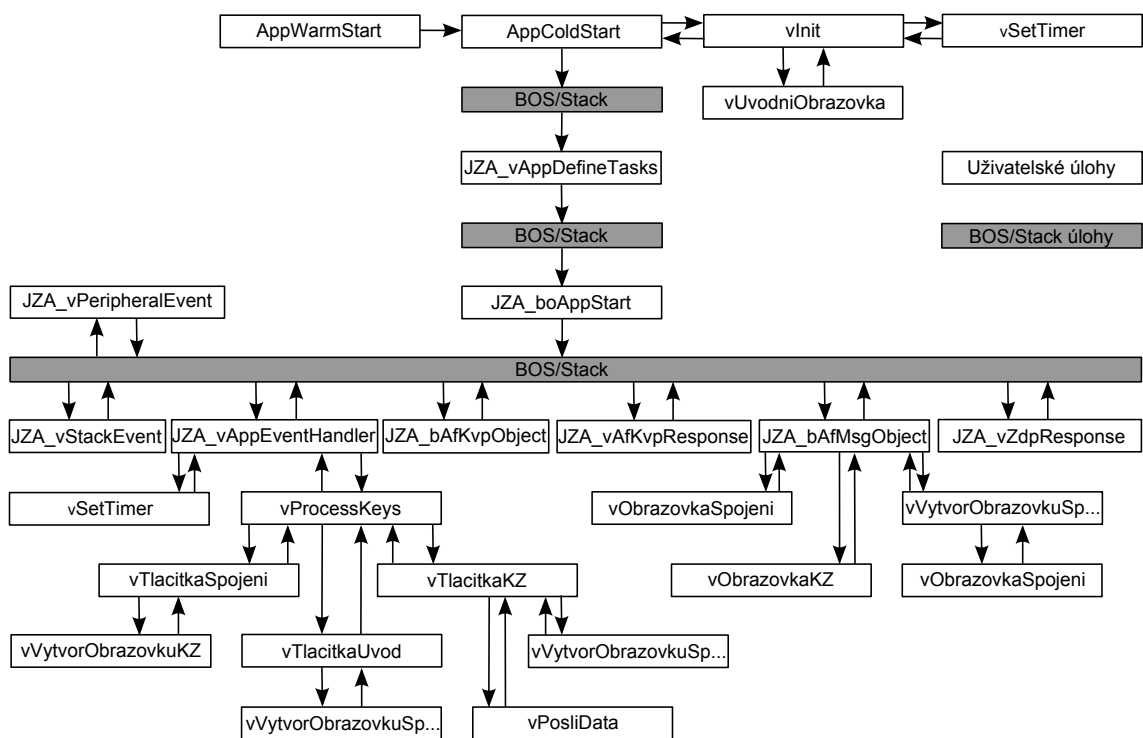 AppWarmStart
AppColdStart
vInit
vSetTimer
BOS/Stack
vUvodniObrazovka
JZA_vAppDefineTasks
Uživatelské úlohy
BOS/Stack
BOS/Stack úlohy
JZA_vPeripheralEvent
JZA_boAppStart
BOS/Stack
JZA_vStackEvent
JZA_vAppEventHandler
JZA_bAfKvpObject
JZA_vAfKvpResponse
JZA_bAfMsgObject
JZA_vZdpResponse
vSetTimer
vProcessKeys
vObrazovkaSpojeni
vVytvorObrazovkuSp...
vTlacitkaSpojeni
vTlacitkaKZ
vObrazovkaKZ
vObrazovkaSpojeni
vVytvorObrazovkuKZ
vTlacitkaUvod
vVytvorObrazovkuSp...
vVytvorObrazovkuSp...
vPosliData